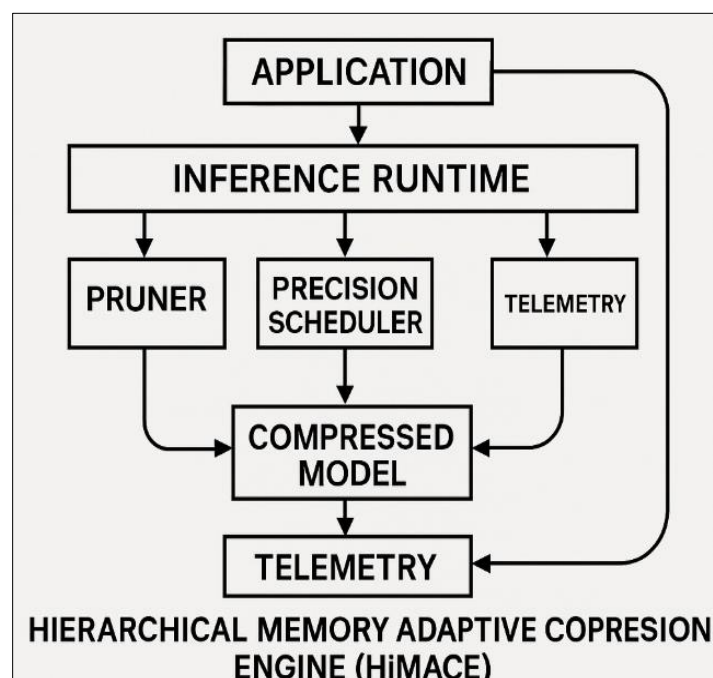 APPLICATION
INFERENCE RUNTIME
PRUNER
PRECISION
SCHEDULER
TELEMETRY
COMPRESSED
MODEL
TELEMETRY
HIERARCHICAL MEMORY ADAPTIVE COPRESION
ENGINE (HiMACE)